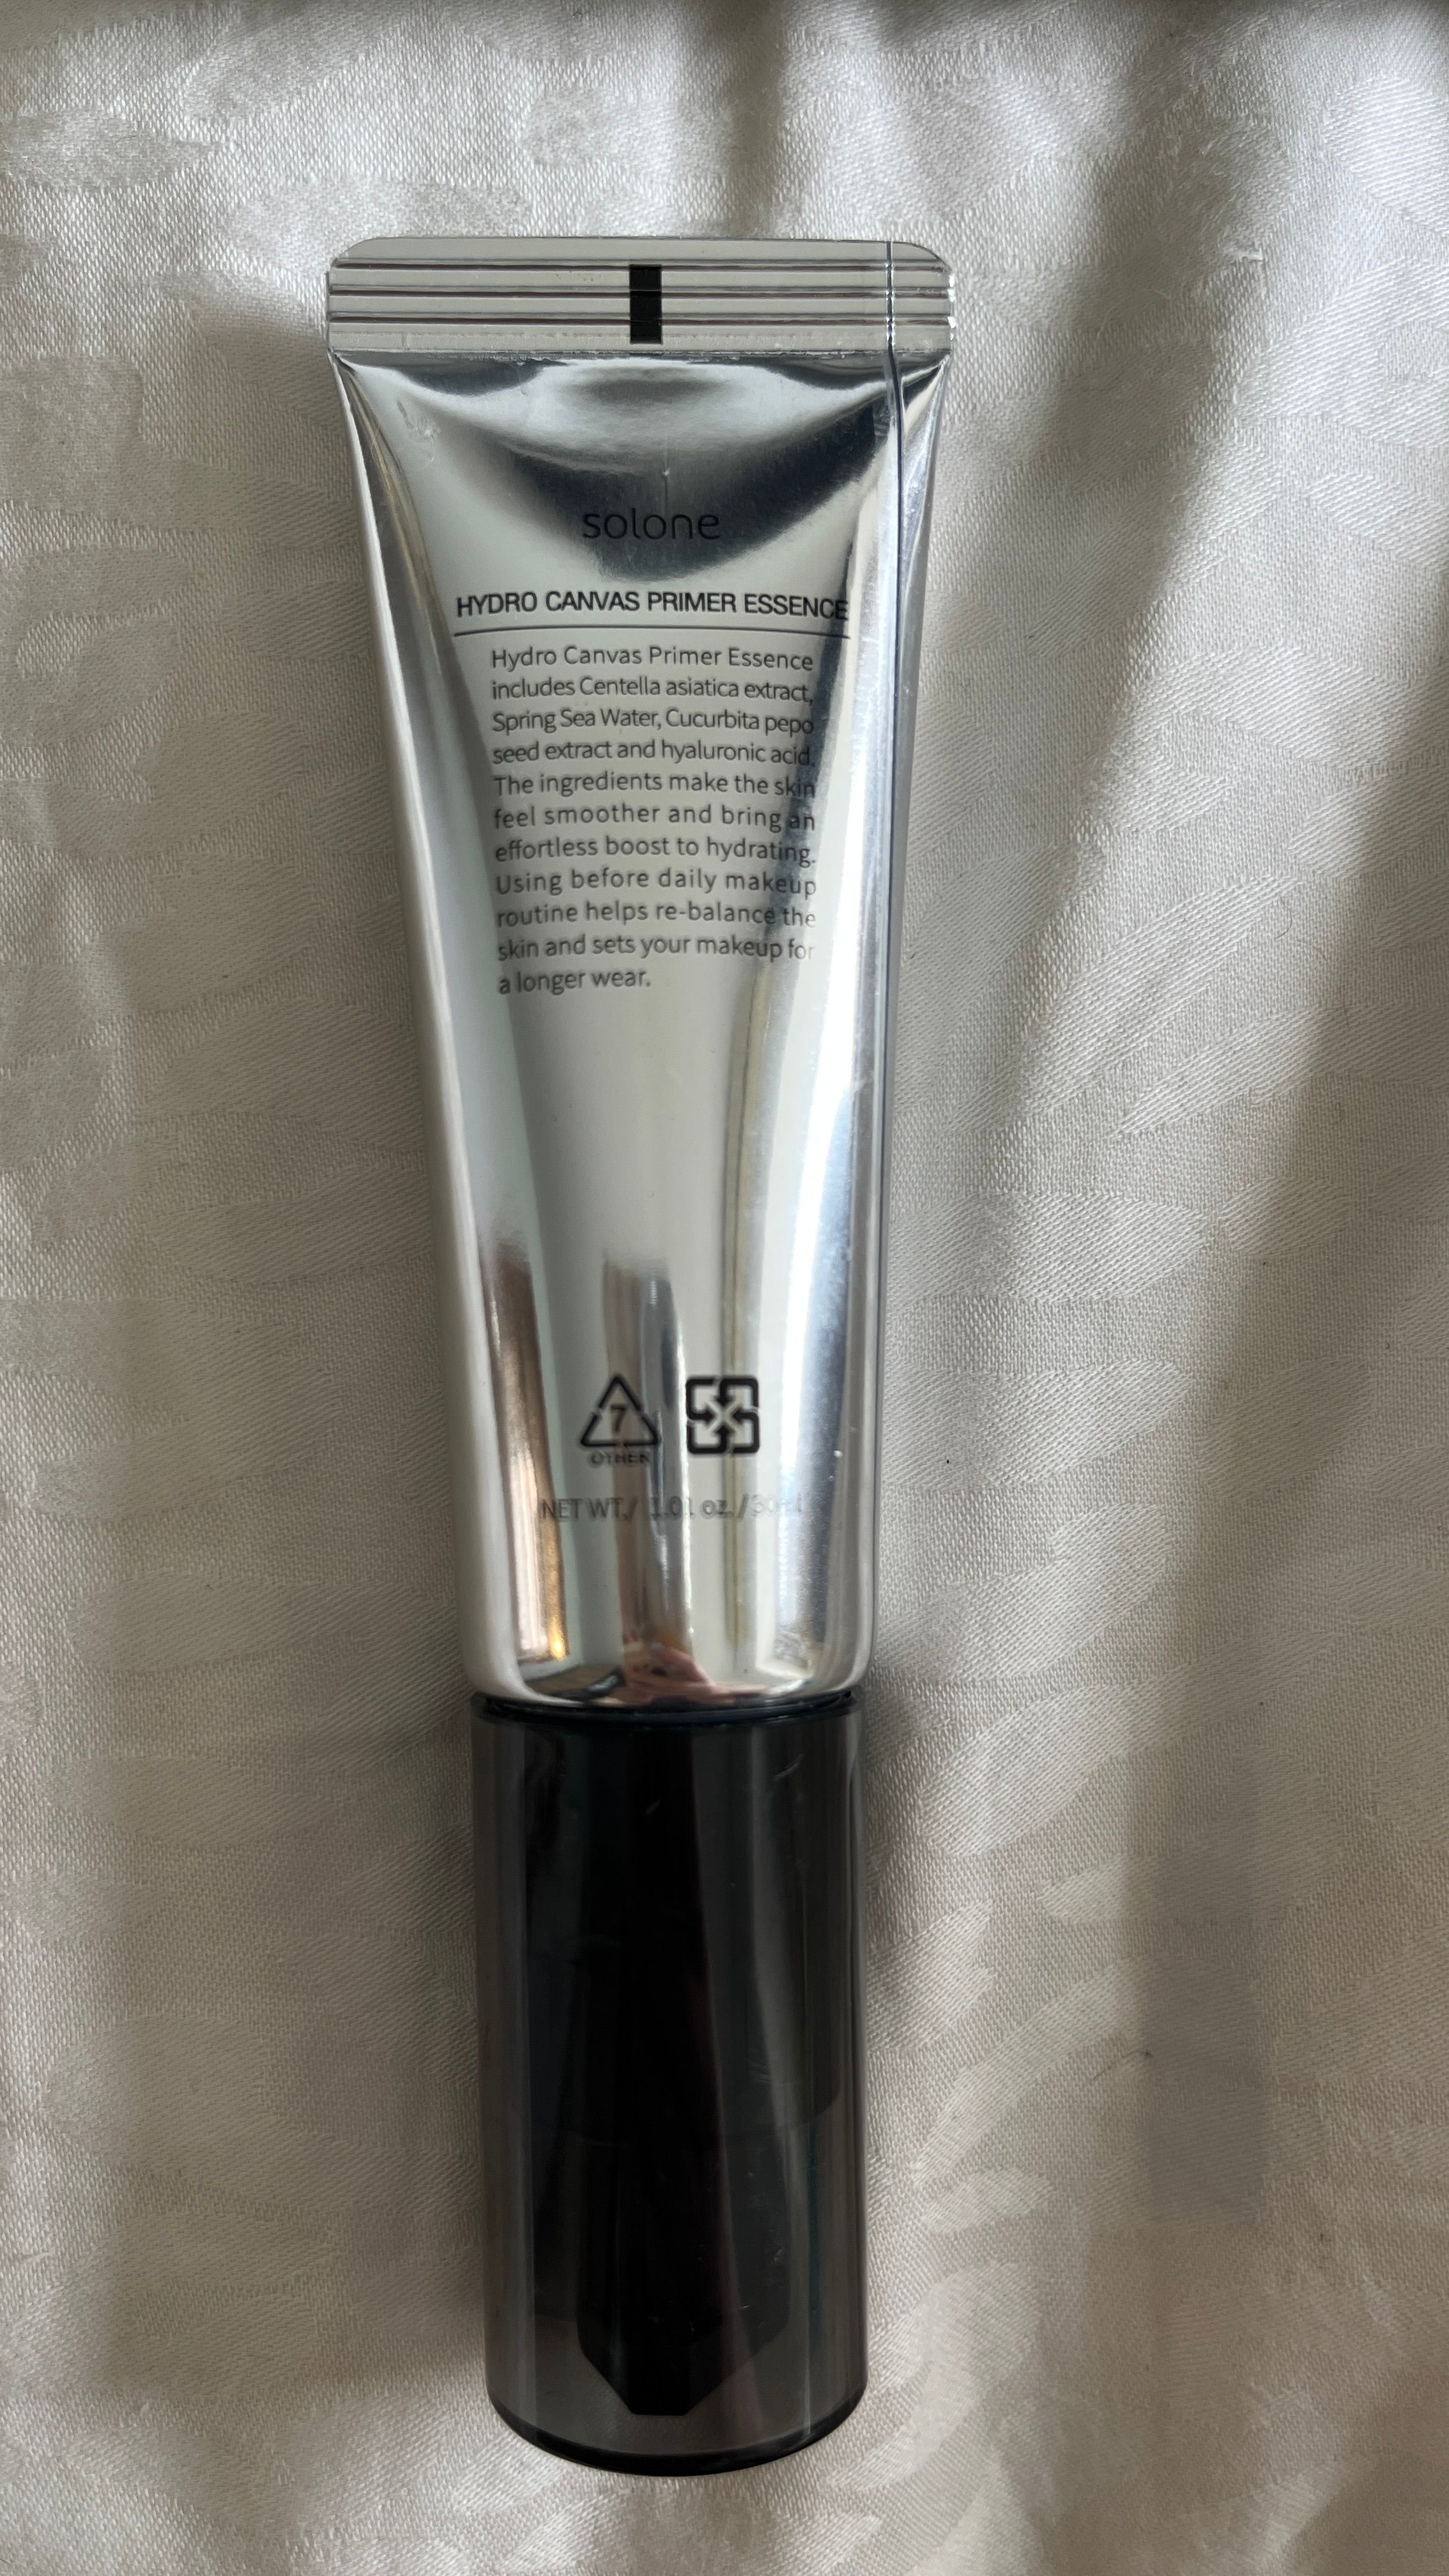 solone
HYDRO CANVAS PRIMER ESSENCE
Hydro Canvas Primer Essence
includes Centella asiatica extract,
Spring Sea Water, Cucurbita pepo
seed extract and hyaluronic acid.
The ingredients make the skin
feel smoother and bring an
effortless boost to hydrating.
Using before daily makeup
routine helps re-balance the
skin and sets your makeup for
a longer wear.
7
OTHER
NET WT./ 1.01 oz./